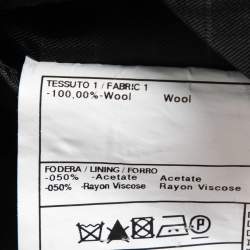 TESSUTO 1 / FABRIC 1
-100,00%-Wool Wool
FODERA / LINING / FORRO
-050% -Acetate Acetate
-050% -Rayon Viscose Rayon Viscose
P